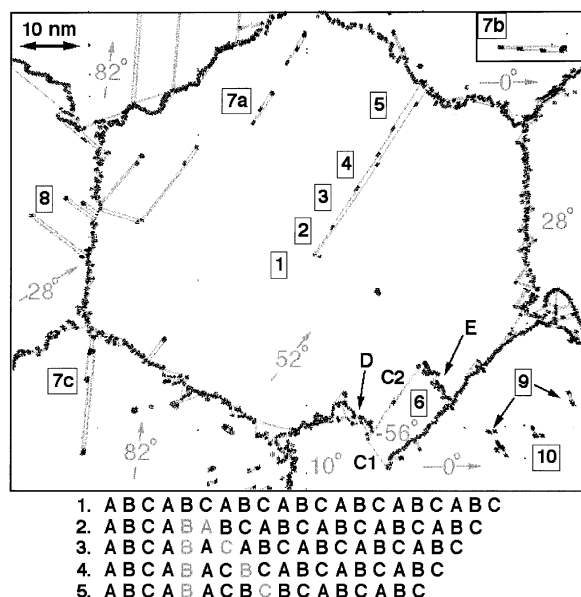 10 nm
7b
82°
0°
7a
5
4
8
3
2
28°
1
28°
52°
E
D
C2
7c
6
9
-56°
10
82°
10°
C1
0°
1. A B C A B C A B C A B C A B C A B C A B C
2. A B C A B A B C A B C A B C A B C A B C
3. A B C A B A C A B C A B C A B C A B C
4. A B C A B A C B C A B C A B C A B C
5. A B C A B A C B C B C A B C A B C